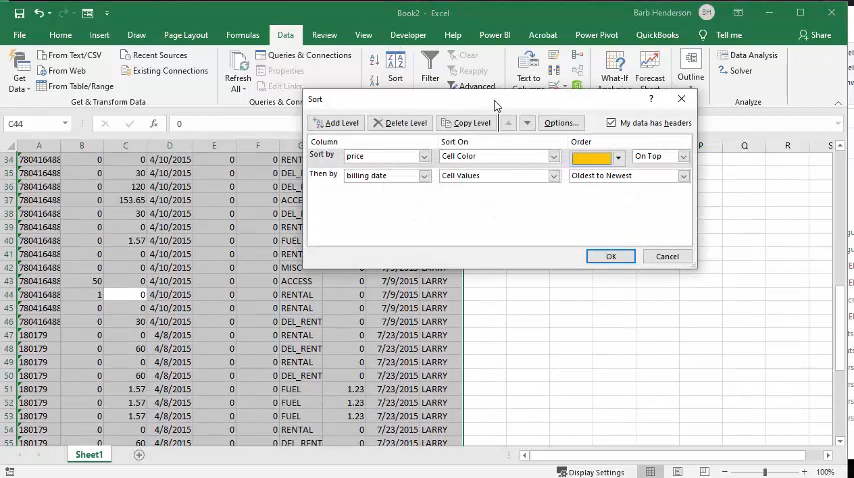 Book2 - Excel
Barb Henderson
BH
File
Home
Insert
Draw
Page Layout
Formulas
Data
Review
View
Developer
Help
Power BI
Acrobat
Power Pivot
QuickBooks
Tell me
Share
Get
Data
From Text/CSV
From Web
From Table/Range
Recent Sources
Existing Connections
Get & Transform Data
Refresh
All
Queries & Connections
Properties
Edit Links
Sort
Filter
Clear
Reapply
Advanced
Text to
What-If
Forecast
Sheet
Outline
Data Analysis
Solver
Analysis
C44
0
Sort
?
Add Level
Delete Level
Copy Level
Options...
My data has headers
Column
Sort On
Order
Sort by
price
Cell Color
On Top
Then by
billing date
Cell Values
Oldest to Newest
OK
Cancel
A B C D E F P Q R S
34 780416488 0 0 4/10/2015 0 0
35 780416488 0 30 4/10/2015 0 0
36 780416488 0 120 4/10/2015 0 0
37 780416488 0 153.65 4/10/2015 0 0
38 780416488 0 0 4/10/2015 0 0
39 780416488 0 0 4/10/2015 0 0
40 780416488 0 1.57 4/10/2015 0 0 FUEL
41 780416488 0 0 4/10/2015 0 0
42 780416488 0 0 4/10/2015 0 0 MISC 0 7/9/2015 LARRY
43 780416488 50 0 4/10/2015 0 0 ACCESS 0 7/9/2015 LARRY
44 780416488 1 0 4/10/2015 0 0 RENTAL 0 7/9/2015 LARRY
45 780416488 0 0 4/10/2015 0 0 RENTAL 0 7/9/2015 LARRY
46 780416488 0 30 4/10/2015 0 0 DEL_RENT 0 7/9/2015 LARRY
47 180179 0 0 4/8/2015 0 0 RENTAL 0 7/23/2015 LARRY
48 180179 0 60 4/8/2015 0 0 DEL_RENT 0 7/23/2015 LARRY
49 180179 0 0 4/8/2015 0 0 RENTAL 0 7/23/2015 LARRY
50 180179 0 60 4/8/2015 0 0 DEL_RENT 0 7/23/2015 LARRY
51 180179 0 1.57 4/8/2015 0 0 FUEL 1.23 7/23/2015 LARRY
52 180179 0 1.57 4/8/2015 0 0 FUEL 1.23 7/23/2015 LARRY
53 180179 0 1.57 4/8/2015 0 0 FUEL 1.23 7/23/2015 LARRY
54 180179 0 0 4/8/2015 0 0 RENTAL 0 7/23/2015 LARRY
55 180179 0 60 4/8/2015 0 0 DEL_RENT 0 7/23/2015 LARRY
Sheet1
Display Settings
100%